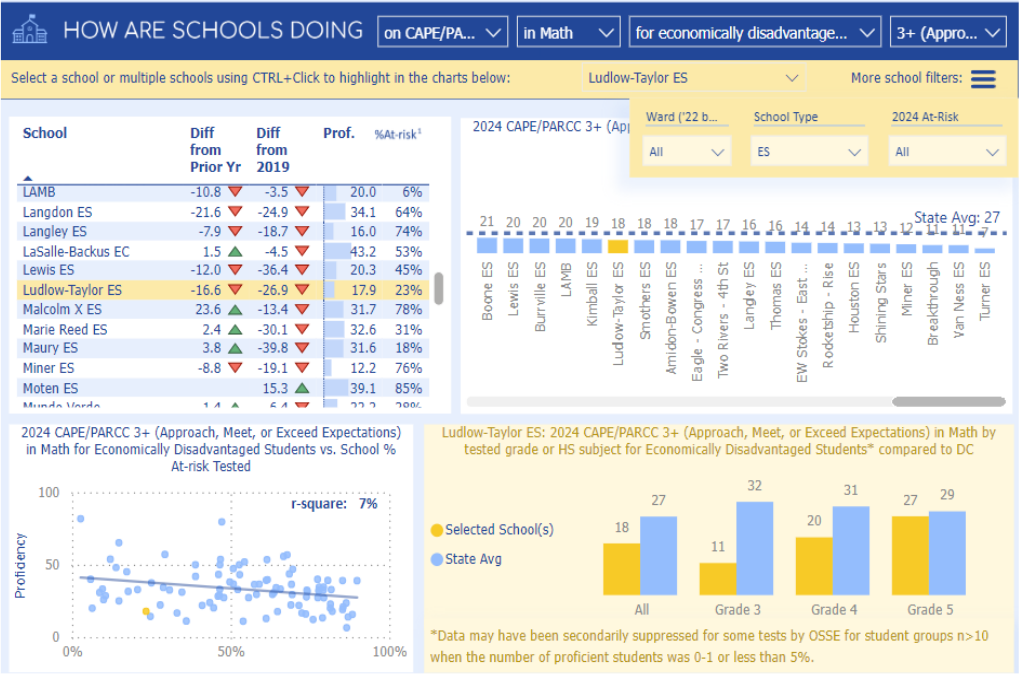 HOW ARE SCHOOLS DOING on CAPE/PA... in Math for economically disadvantage... 3+ (Appro...
Select a school or multiple schools using CTRL+Click to highlight in the charts below: Ludlow-Taylor ES More school filters:
Ward ('22 b... School Type 2024 At-Risk
All ES All
School Diff from Prior Yr Diff from 2019 Prof. %At-risk¹
LAMB -10.8 -3.5 20.0 6%
Langdon ES -21.6 -24.9 34.1 64%
Langley ES -7.9 -18.7 16.0 74%
LaSalle-Backus EC 1.5 -4.5 43.2 53%
Lewis ES -12.0 -36.4 20.3 45%
Ludlow-Taylor ES -16.6 -26.9 17.9 23%
Malcolm X ES 23.6 -13.4 31.7 78%
Marie Reed ES 2.4 -30.1 32.6 31%
Maury ES 3.8 -39.8 31.6 18%
Miner ES -8.8 -19.1 12.2 76%
Moten ES 15.3 39.1 85%
Mundo Verde 1.4 -6.4
2024 CAPE/PARCC 3+ (App
State Avg: 27
21 20 20 20 19 18 18 18 17 17 16 16 14 14 13 13 12 11 11 7
Boone ES
Lewis ES
Burrville ES
LAMB
Kimball ES
Ludlow-Taylor ES
Smothers ES
Amidon-Bowen ES
Eagle - Congress ...
Two Rivers - 4th St
Langley ES
Thomas ES
EW Stokes - East ...
Rocketship - Rise
Houston ES
Shining Stars
Miner ES
Breakthrough
Van Ness ES
Turner ES
2024 CAPE/PARCC 3+ (Approach, Meet, or Exceed Expectations)
in Math for Economically Disadvantaged Students vs. School %
At-risk Tested
r-square: 7%
Proficiency
100
50
0
0% 50% 100%
Ludlow-Taylor ES: 2024 CAPE/PARCC 3+ (Approach, Meet, or Exceed Expectations) in Math by
tested grade or HS subject for Economically Disadvantaged Students* compared to DC
Selected School(s)
State Avg
18 27 11 32 20 31 27 29
All Grade 3 Grade 4 Grade 5
*Data may have been secondarily suppressed for some tests by OSSE for student groups n>10
when the number of proficient students was 0-1 or less than 5%.